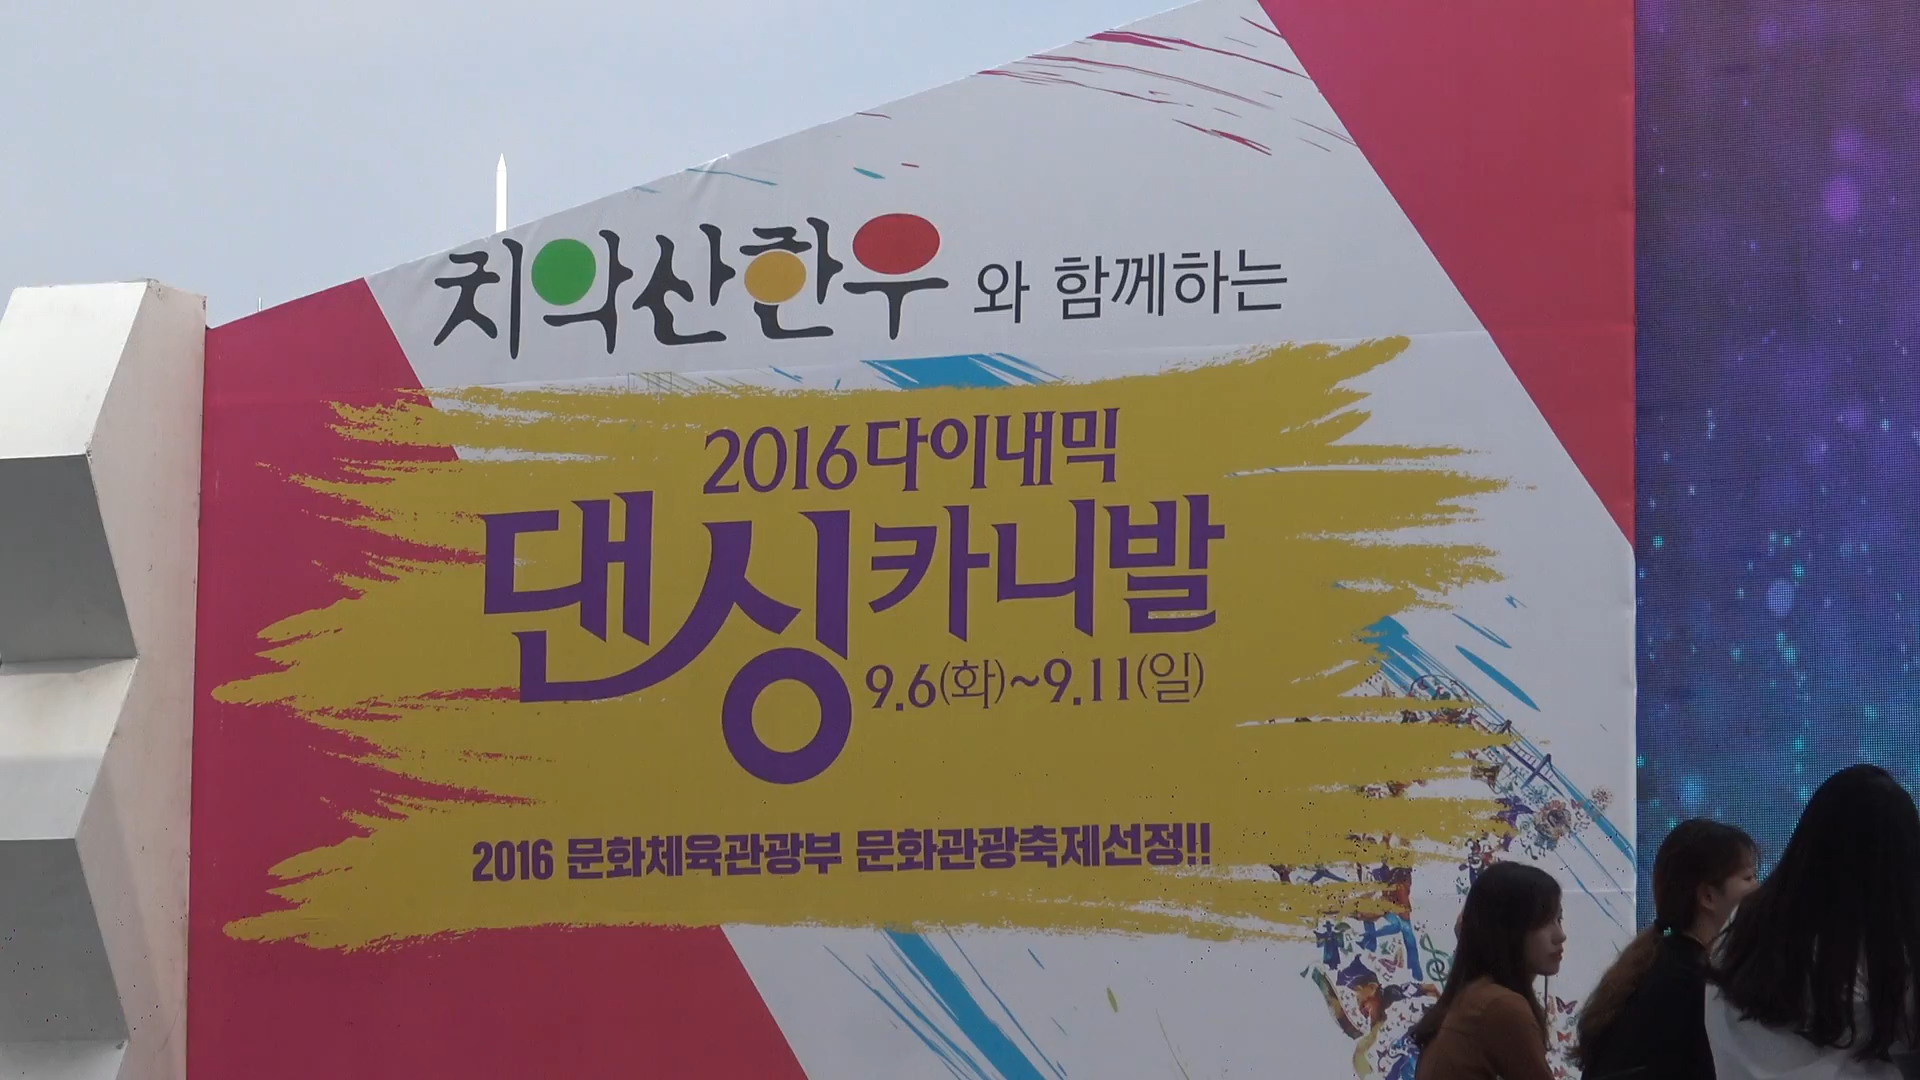 치악산한우와 함께하는
2016 다이내믹
댄싱카니발
9.6(화)~9.11(일)
2016 문화체육관광부 문화관광축제선정!!